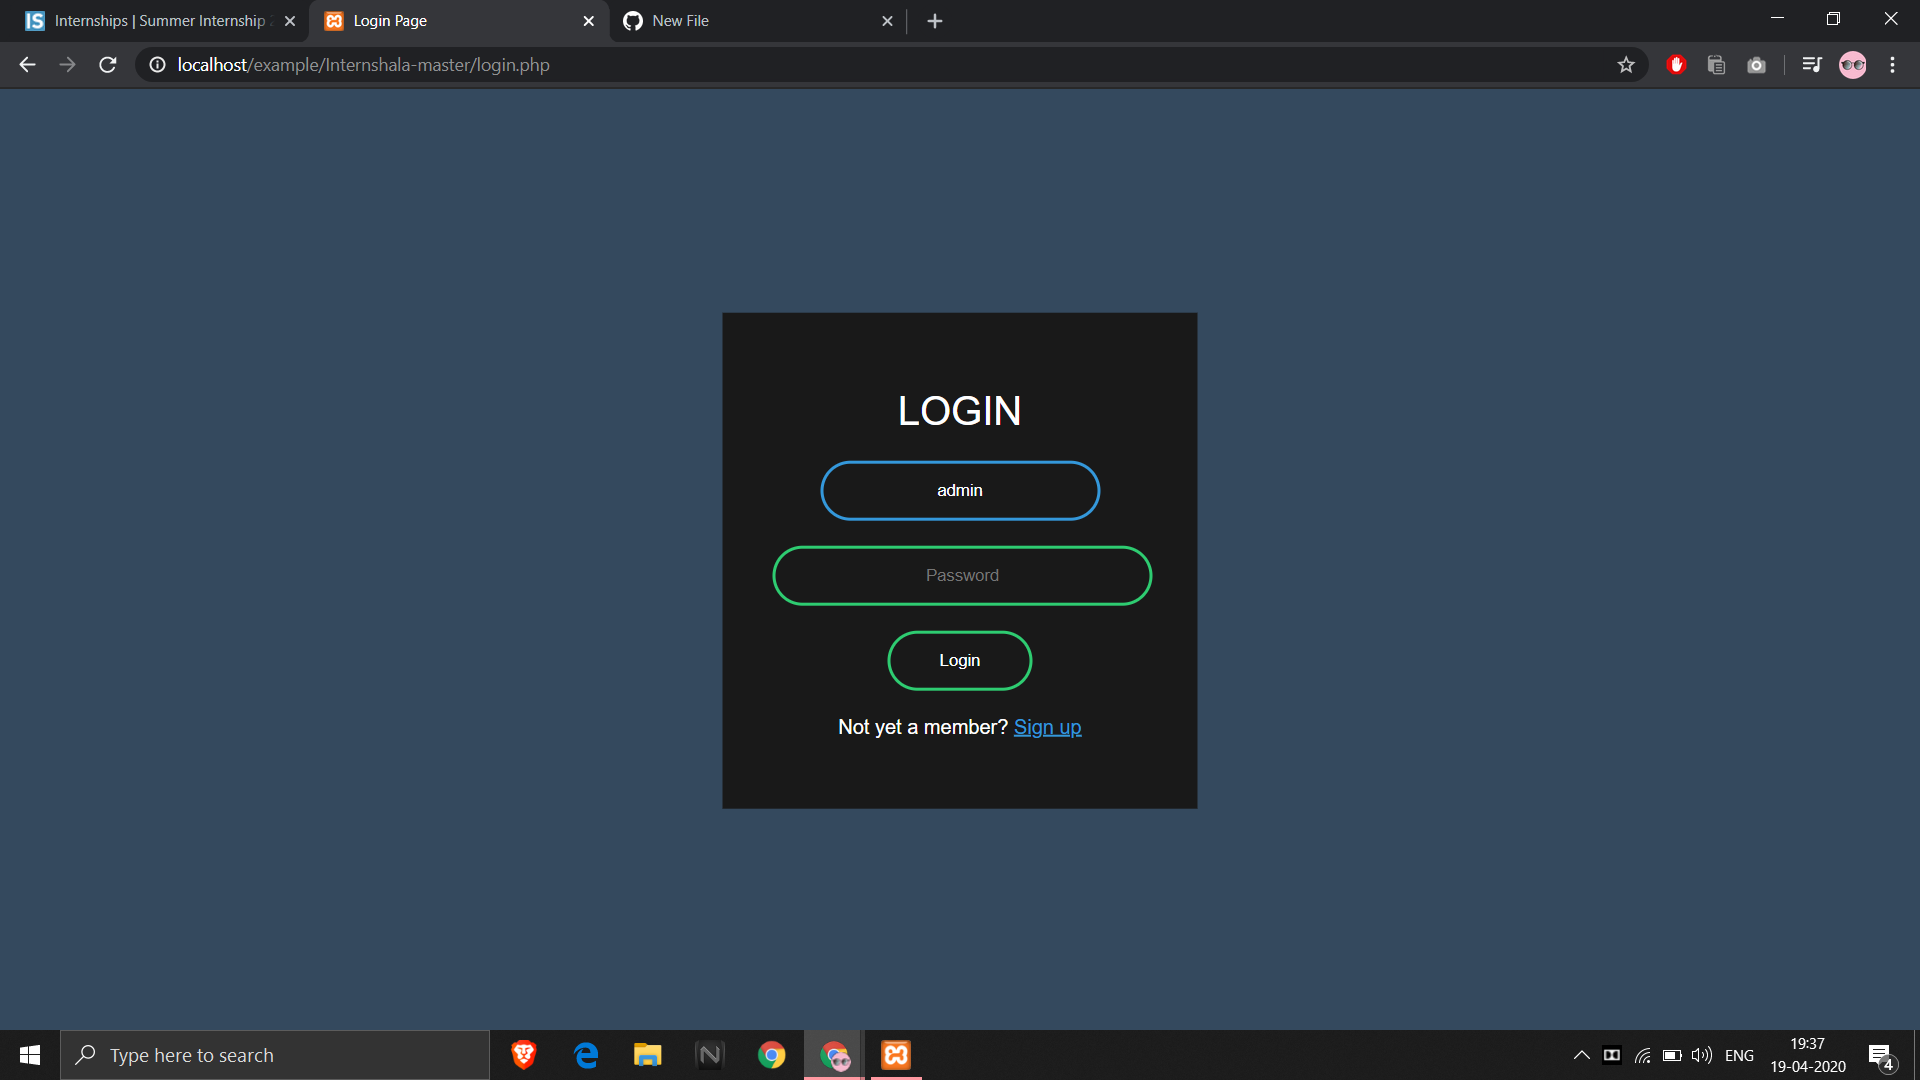 Internships | Summer Internship
Login Page
New File
localhost/example/Internshala-master/login.php
LOGIN
admin
Password
Login
Not yet a member? Sign up
Type here to search
ENG
19:37
19-04-2020
4